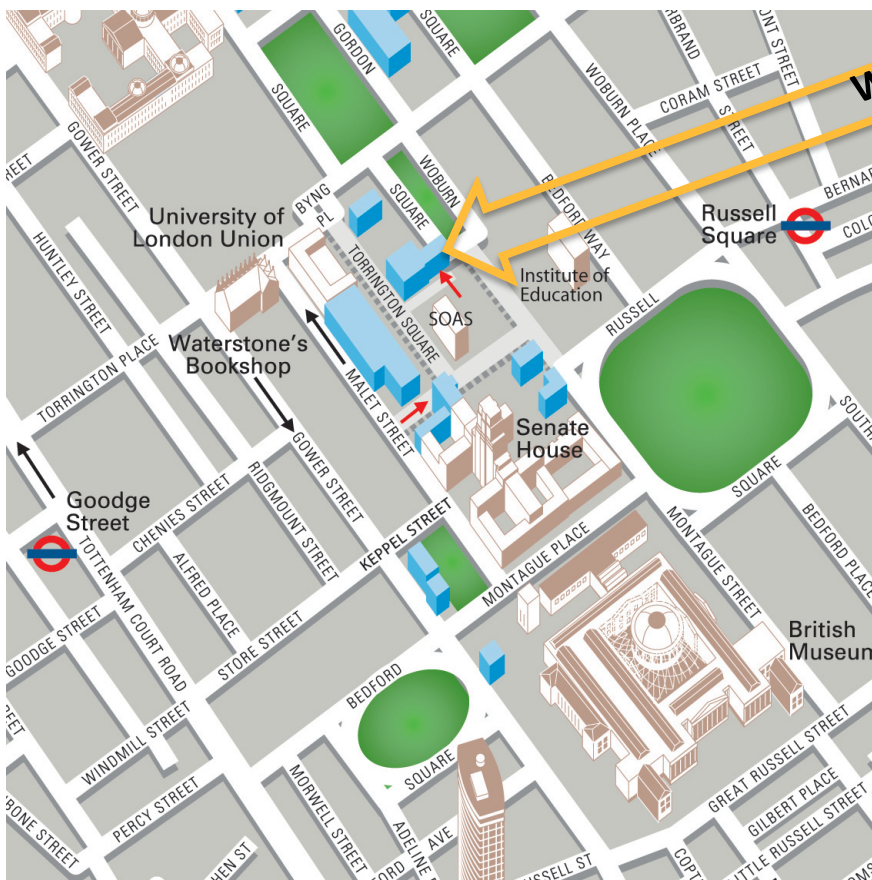 GORDON
SQUARE
SQUARE
W
WOBURN PLACE
CORAM STREET
STREET
GOWER STREET
BYNG
PL
WOBURN
SQUARE
BEDFORD WAY
Russell
Square
University of
London Union
HUNTLEY STREET
TORRINGTON SQUARE
Institute of
Education
SOAS
RUSSELL
Waterstone's
Bookshop
TORRINGTON PLACE
MALET STREET
Senate
House
SQUARE
Goodge
Street
CHENIES STREET
RIDGMOUNT STREET
GOWER STREET
KEPPEL STREET
MONTAGUE PLACE
MONTAGUE STREET
BEDFORD PLACE
TOTTENHAM COURT ROAD
ALFRED PLACE
STORE STREET
GOODGE STREET
British
Museum
BEDFORD
SQUARE
WINDMILL STREET
PERCY STREET
MORWELL STREET
ADELINE
AVE
GREAT RUSSELL STREET
GILBERT PLACE
LITTLE RUSSELL STREET